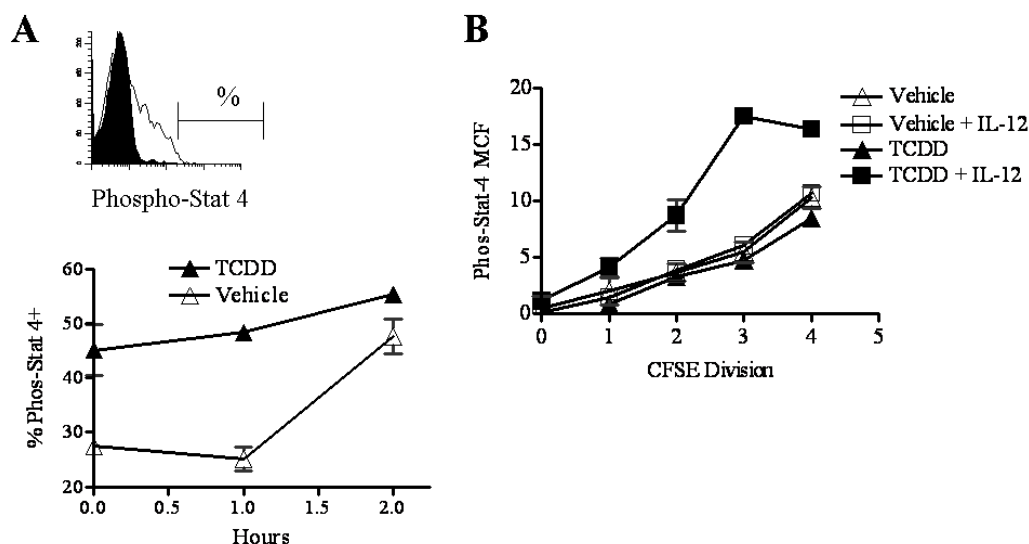 A
%
Phospho-Stat 4
60
50
40
30
20
% Phos-Stat 4+
TCDD
Vehicle
0.0 0.5 1.0 1.5 2.0
Hours
B
20
15
10
5
0
Phos-Stat-4 MCF
0 1 2 3 4 5
CFSE Division
Vehicle
Vehicle + IL-12
TCDD
TCDD + IL-12